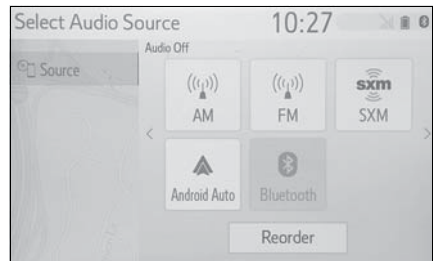 Select Audio Source 10:27
Audio Off
Source
AM FM sxm SXM
Android Auto Bluetooth
Reorder